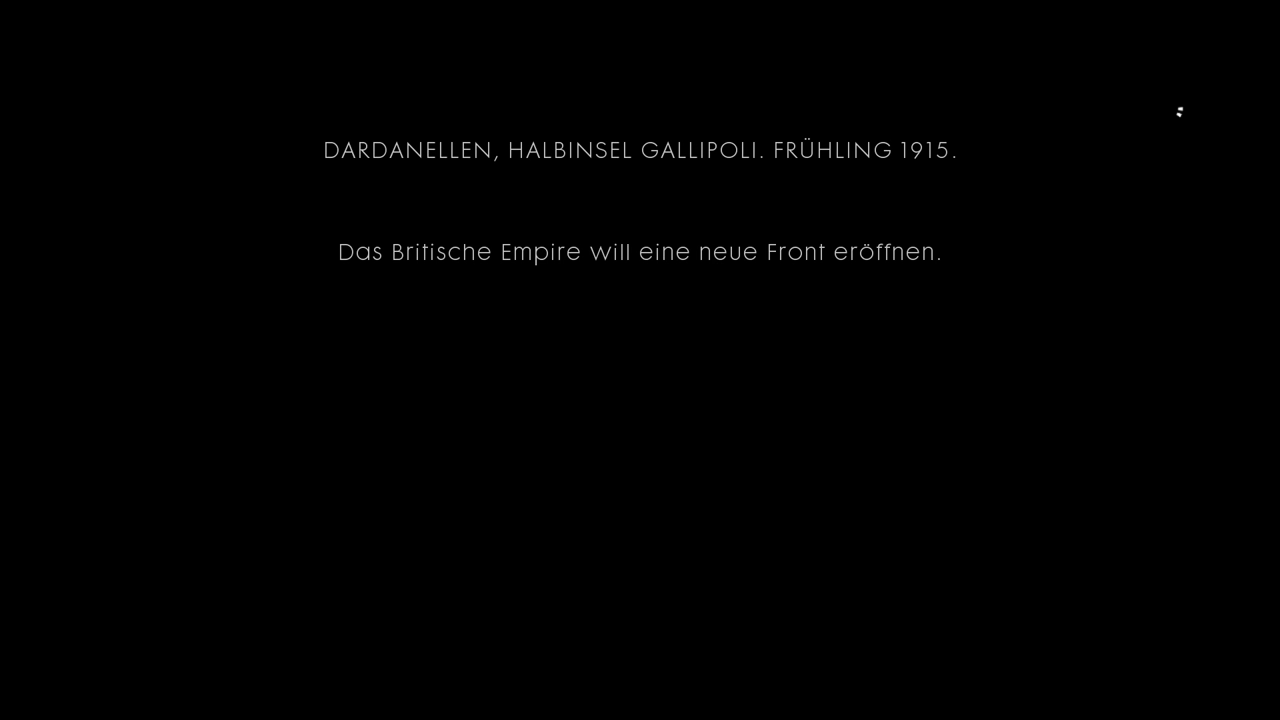 DARDANELLEN, HALBINSEL GALLIPOLI. FRÜHLING 1915.
Das Britische Empire will eine neue Front eröffnen.